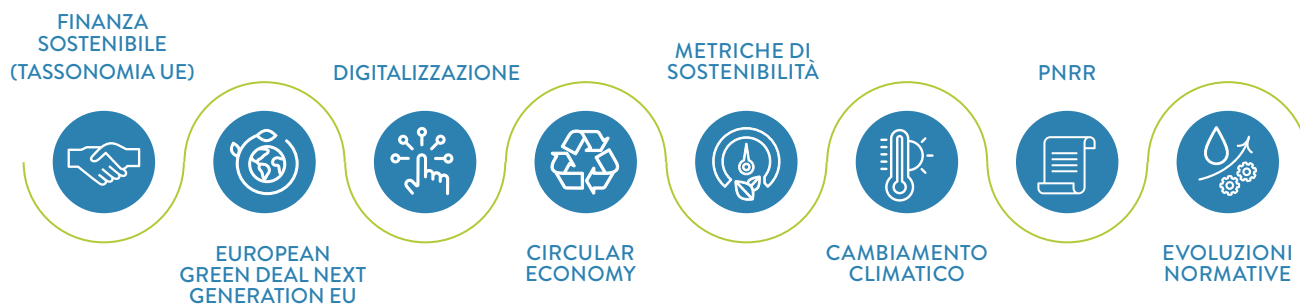 FINANZA
SOSTENIBILE
(TASSONOMIA UE)
EUROPEAN
GREEN DEAL NEXT
GENERATION EU
DIGITALIZZAZIONE
CIRCULAR
ECONOMY
METRICHE DI
SOSTENIBILITÀ
CAMBIAMENTO
CLIMATICO
PNRR
EVOLUZIONI
NORMATIVE